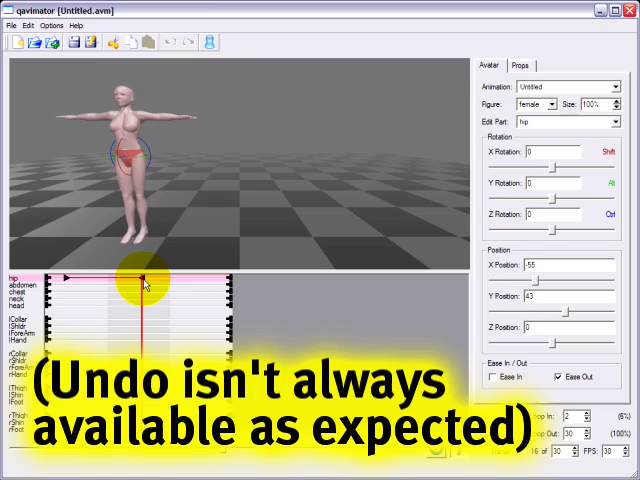 qavimator [Untitled.avm]
File Edit Options Help
Avatar Props
Animation: Untitled
Figure: female Size: 100%
Edit Part: hip
Rotation
X Rotation: 0 Shift
Y Rotation: 0 Alt
Z Rotation: 0 Ctrl
Position
X Position: -55
Y Position: 43
Z Position: 0
Ease In / Out
Ease In Ease Out
hip
abdomen
chest
neck
head
lCollar
lShldr
lForeArm
lHand
rCollar
rShldr
rForeArm
rHand
lThigh
lShin
lFoot
rThigh
rShin
rFoot
(Undo isn't always
available as expected)
Loop In: 2 (6%)
Loop Out: 30 (100%)
16 of 30 FPS: 30